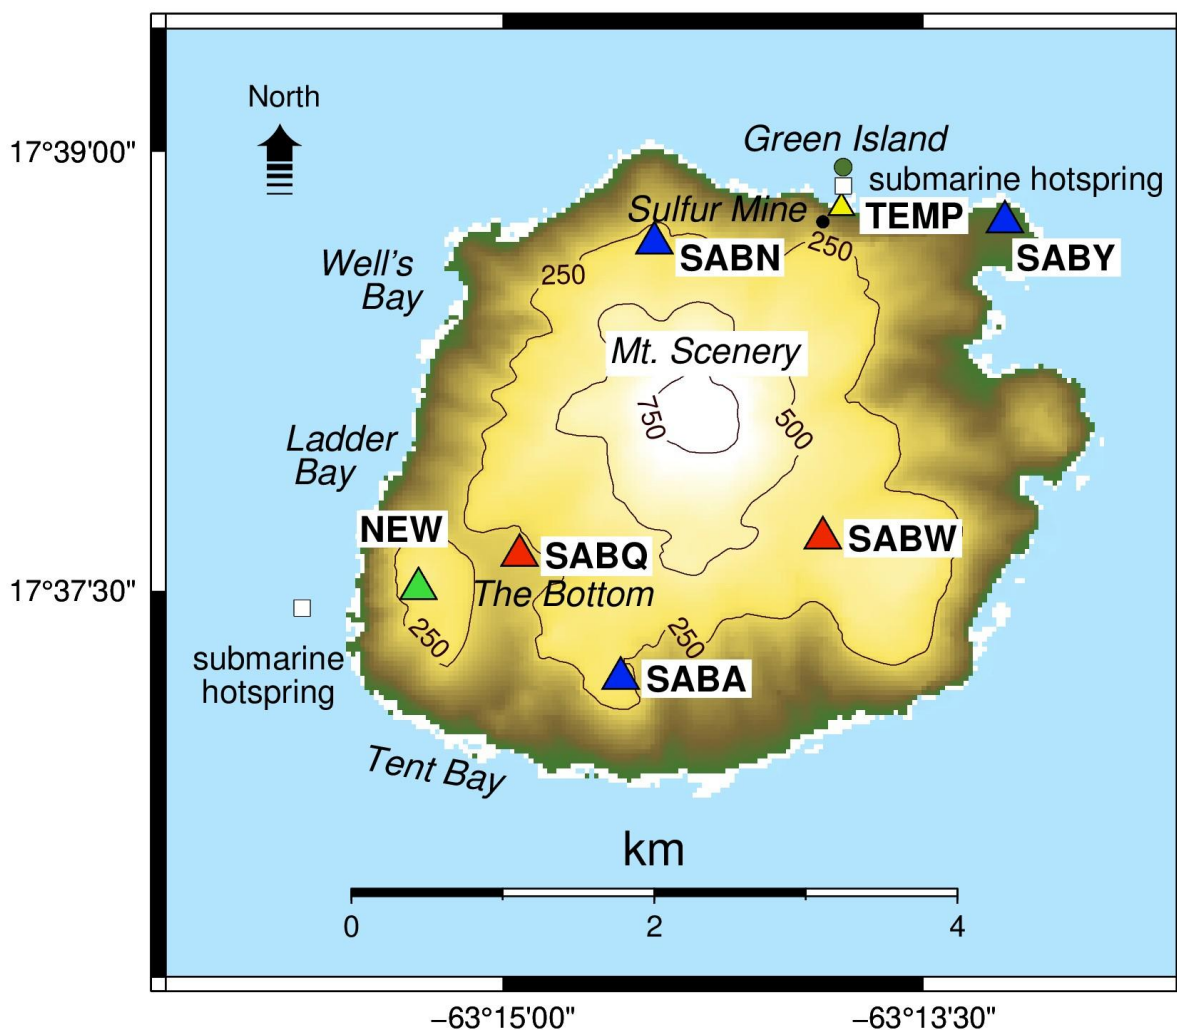 North
17°39'00"
Green Island
submarine hotspring
Sulfur Mine
TEMP
SABN
250
SABY
Well's
Bay
250
Mt. Scenery
750
500
Ladder
Bay
NEW
SABQ
SABW
17°37'30"
The Bottom
250
250
submarine
hotspring
SABA
Tent Bay
km
0 2 4
−63°15'00" −63°13'30"